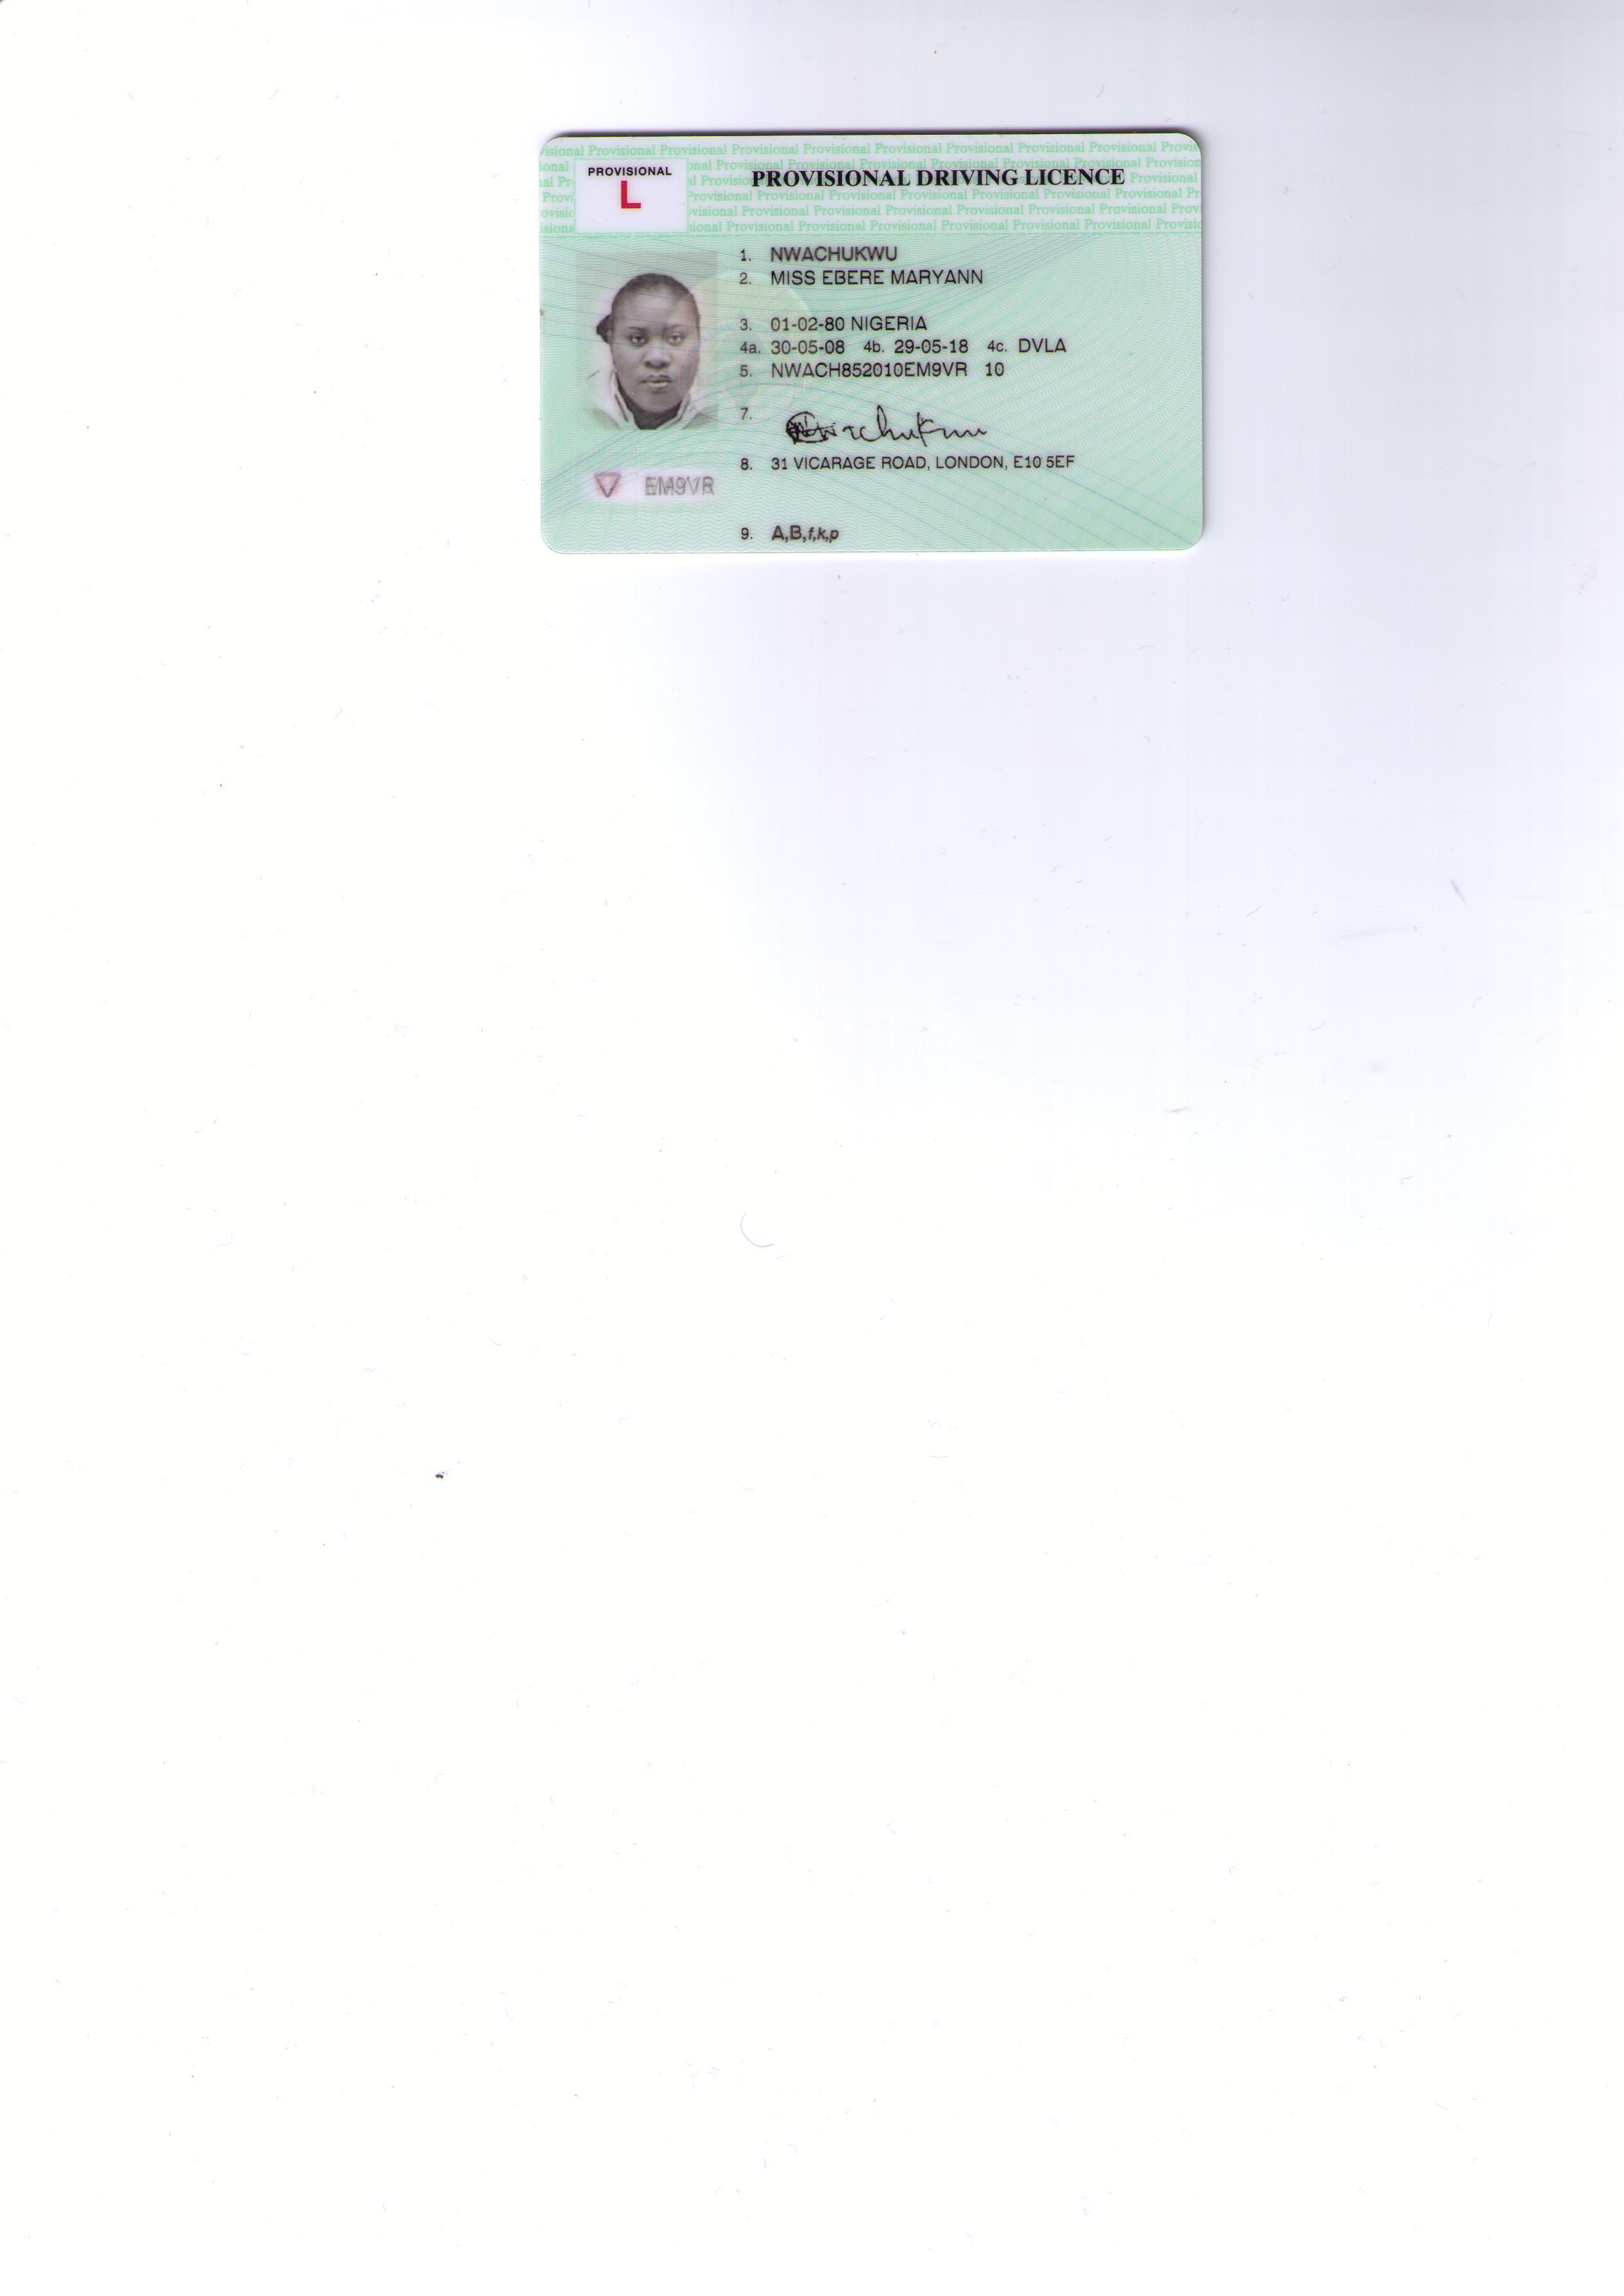 PROVISIONAL
L
PROVISIONAL DRIVING LICENCE
1. NWACHUKWU
2. MISS EBERE MARYANN
3. 01-02-80 NIGERIA
4a. 30-05-08 4b. 29-05-18 4c. DVLA
5. NWACH852010EM9VR 10
7.
8. 31 VICARAGE ROAD, LONDON, E10 5EF
EM9VR
9. A,B,f,k,p